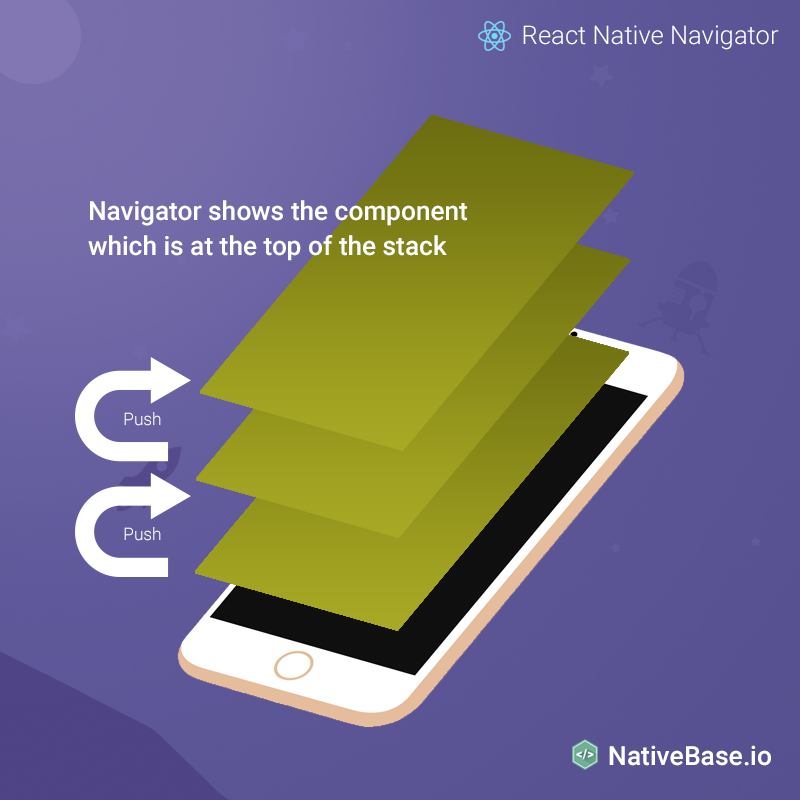 React Native Navigator
Navigator shows the component
which is at the top of the stack
Push
Push
</>
NativeBase.io